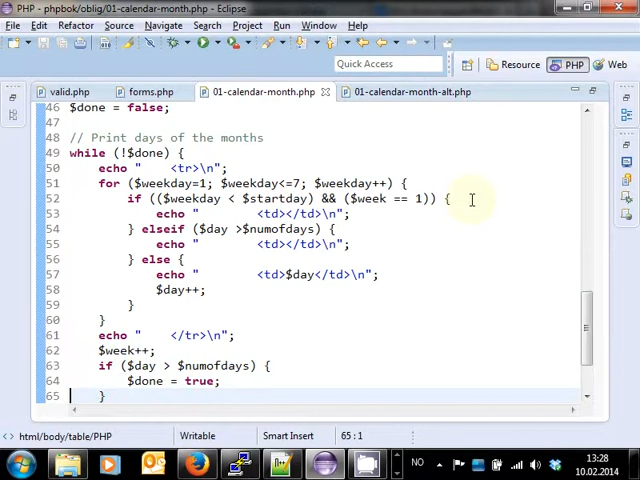 PHP - phpbok/oblig/01-calendar-month.php - Eclipse
File Edit Refactor Source Navigate Search Project Run Window Help
Quick Access Resource PHP Web
valid.php forms.php 01-calendar-month.php 01-calendar-month-alt.php
46 $done = false;
47
48 // Print days of the months
49 while (!$done) {
50 echo "    <tr>\n";
51 for ($weekday=1; $weekday<=7; $weekday++) {
52 if (($weekday < $startday) && ($week == 1)) {
53 echo "        <td></td>\n";
54 } elseif ($day >$numofdays) {
55 echo "        <td></td>\n";
56 } else {
57 echo "        <td>$day</td>\n";
58 $day++;
59 }
60 }
61 echo "    </tr>\n";
62 $week++;
63 if ($day > $numofdays) {
64 $done = true;
65 }
html/body/table/PHP Writable Smart Insert 65 : 1
NO 13:28
10.02.2014